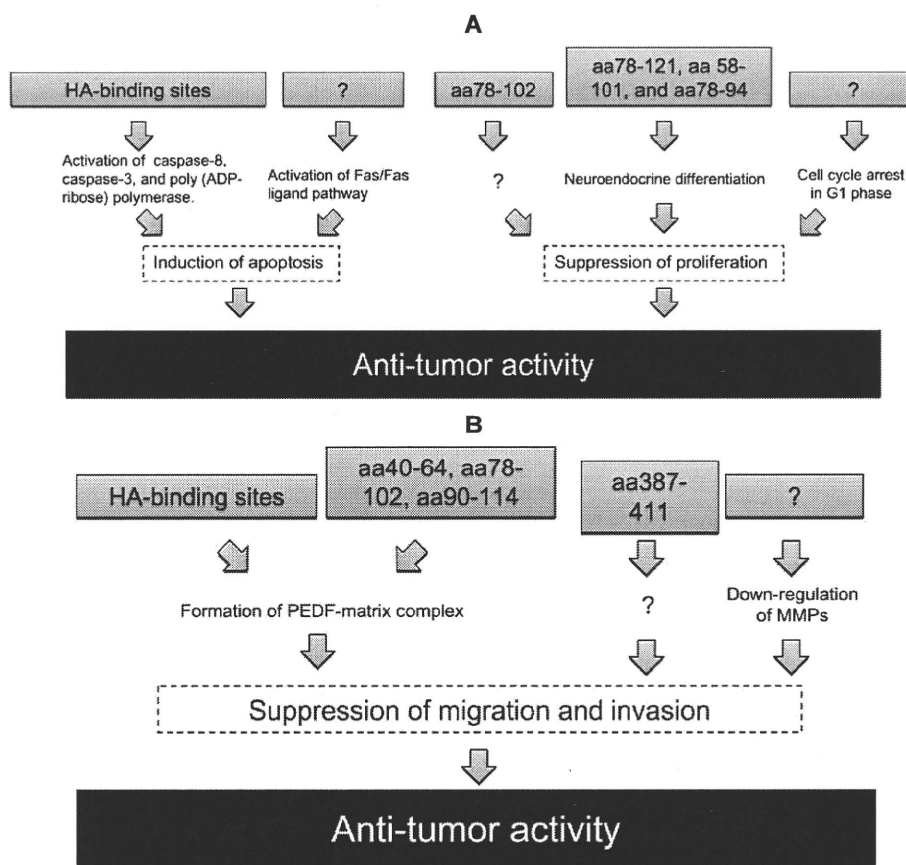 A
HA-binding sites
?
aa78-102
aa78-121, aa 58-
101, and aa78-94
?
Activation of caspase-8,
caspase-3, and poly (ADP-
ribose) polymerase.
Activation of Fas/Fas
ligand pathway
?
Neuroendocrine differentiation
Cell cycle arrest
in G1 phase
Induction of apoptosis
Suppression of proliferation
Anti-tumor activity
B
HA-binding sites
aa40-64, aa78-
102, aa90-114
aa387-
411
?
Formation of PEDF-matrix complex
?
Down-regulation
of MMPs
Suppression of migration and invasion
Anti-tumor activity